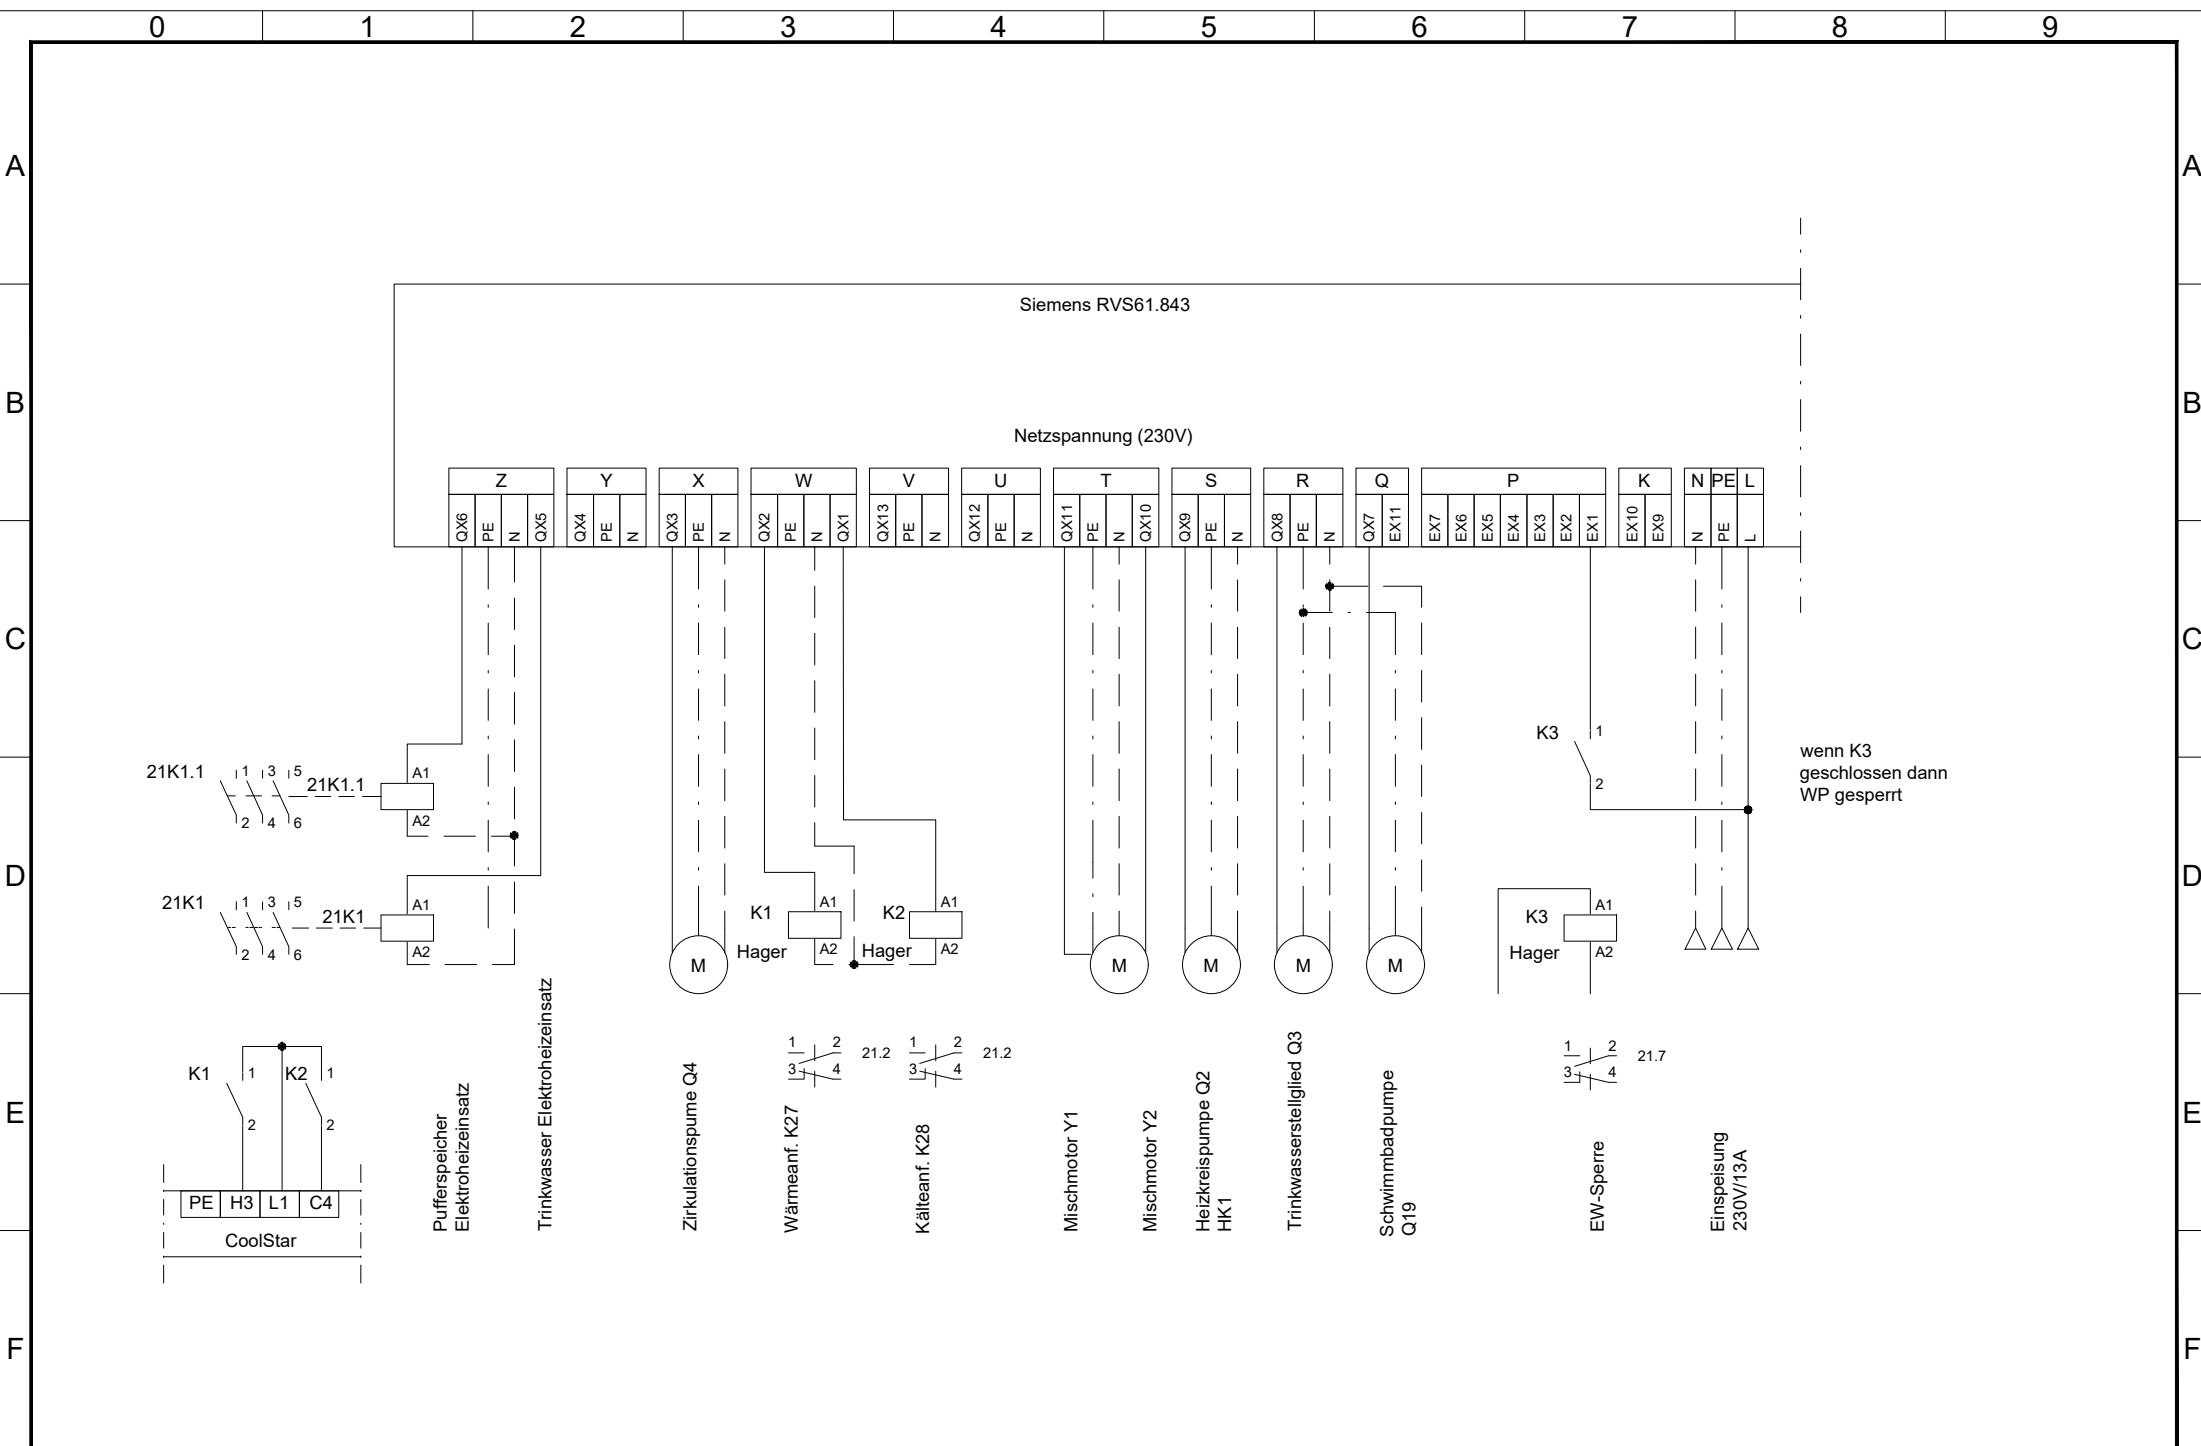 0 1 2 3 4 5 6 7 8 9
A A
Siemens RVS61.843
B B
Netzspannung (230V)
Z Y X W V U T S R Q P K N PE L
QX6 PE N QX5 QX4 PE N QX3 PE N QX2 PE N QX1 QX13 PE N QX12 PE N QX11 PE N QX10 QX9 PE N QX8 PE N QX7 EX11 EX7 EX6 EX5 EX4 EX3 EX2 EX1 EX10 EX9 N PE L
C C
K3 1
2
wenn K3
geschlossen dann
WP gesperrt
21K1.1 1 3 5 21K1.1 A1
2 4 6 A2
D D
21K1 1 3 5 21K1 A1
2 4 6 A2
K1 A1
Hager A2
K2 A1
Hager A2
M M M M M
K3 A1
Hager A2
1 2 21.2
3 4
1 2 21.2
3 4
1 2 21.7
3 4
K1 1 K2 1
2 2
E E
Pufferspeicher
Elektroheizeinsatz
Trinkwasser Elektroheizeinsatz
Zirkulationspume Q4
Wärmeanf. K27
Kälteanf. K28
Mischmotor Y1
Mischmotor Y2
Heizkreispumpe Q2
HK1
Trinkwasserstellglied Q3
Schwimmbadpumpe
Q19
EW-Sperre
Einspeisung
230V/13A
PE H3 L1 C4
CoolStar
F F